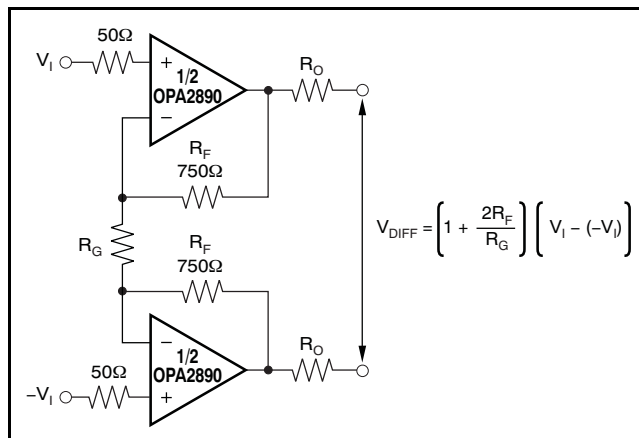 50Ω
V_I
+
1/2
OPA2890
−
R_O
R_F
750Ω
R_G
V_DIFF = (1 + 2R_F/R_G) (V_I – (–V_I))
R_F
750Ω
−
1/2
OPA2890
+
R_O
50Ω
–V_I